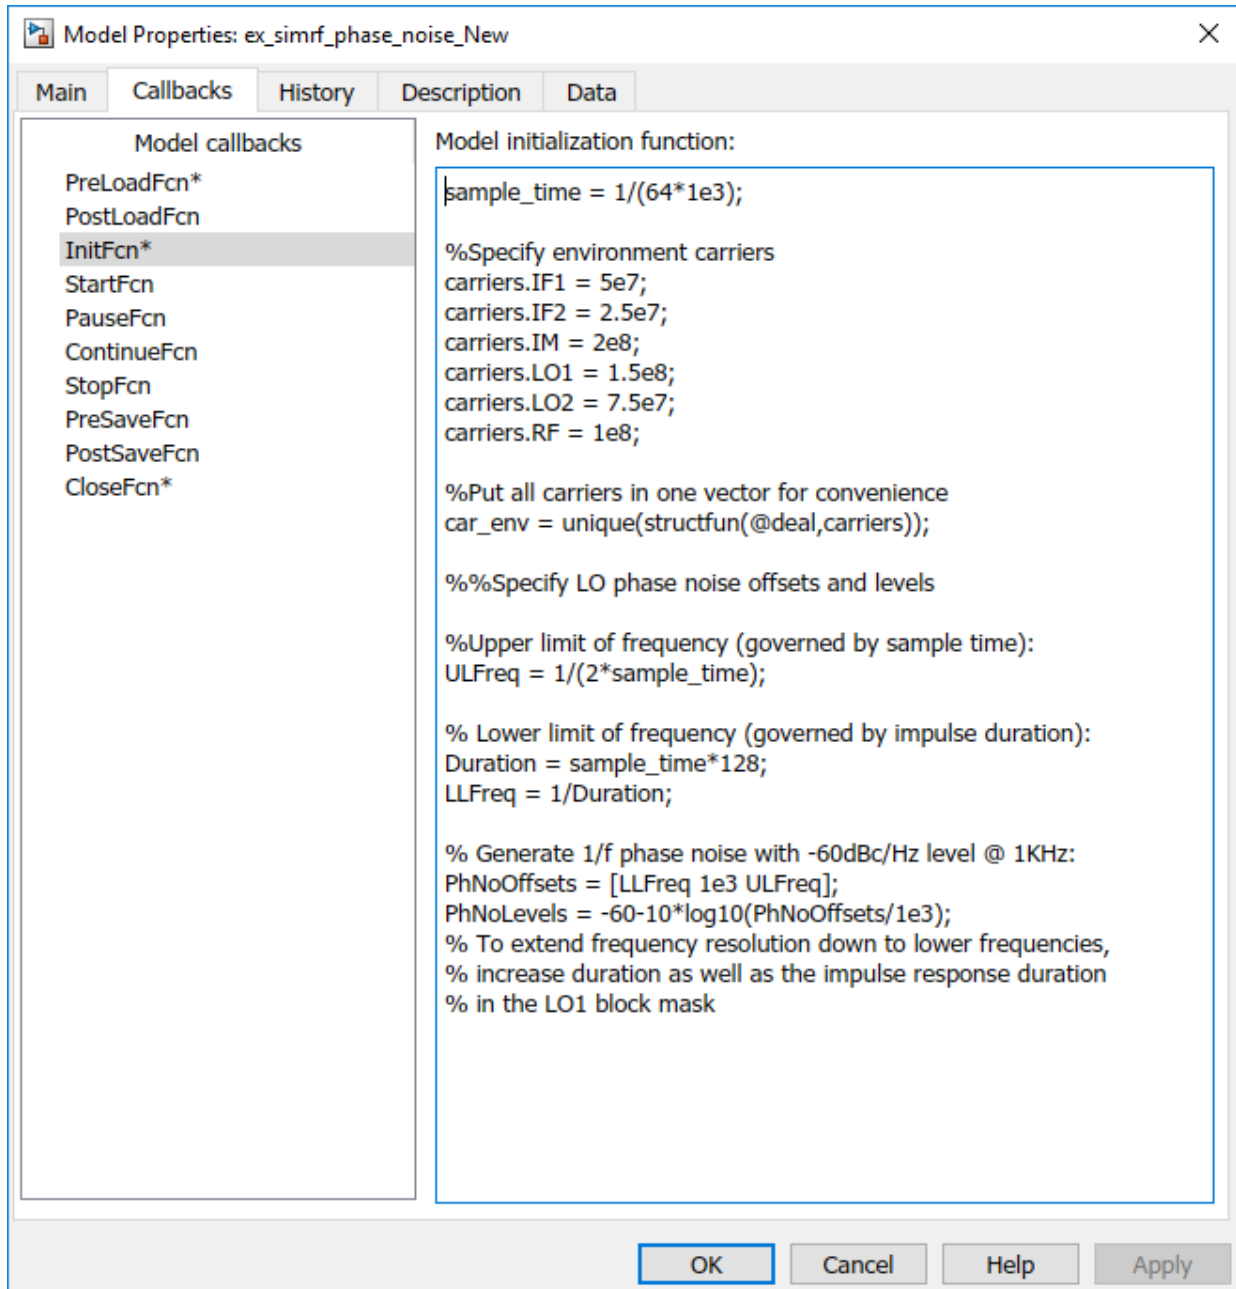 Model Properties: ex_simrf_phase_noise_New
Main Callbacks History Description Data
Model callbacks
PreLoadFcn*
PostLoadFcn
InitFcn*
StartFcn
PauseFcn
ContinueFcn
StopFcn
PreSaveFcn
PostSaveFcn
CloseFcn*
Model initialization function:
sample_time = 1/(64*1e3);
%Specify environment carriers
carriers.IF1 = 5e7;
carriers.IF2 = 2.5e7;
carriers.IM = 2e8;
carriers.LO1 = 1.5e8;
carriers.LO2 = 7.5e7;
carriers.RF = 1e8;
%Put all carriers in one vector for convenience
car_env = unique(structfun(@deal,carriers));
%%Specify LO phase noise offsets and levels
%Upper limit of frequency (governed by sample time):
ULFreq = 1/(2*sample_time);
% Lower limit of frequency (governed by impulse duration):
Duration = sample_time*128;
LLFreq = 1/Duration;
% Generate 1/f phase noise with -60dBc/Hz level @ 1KHz:
PhNoOffsets = [LLFreq 1e3 ULFreq];
PhNoLevels = -60-10*log10(PhNoOffsets/1e3);
% To extend frequency resolution down to lower frequencies,
% increase duration as well as the impulse response duration
% in the LO1 block mask
OK Cancel Help Apply